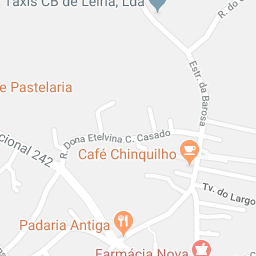 Táxis CB de Leiria, Lda
R. do
Estr. da Barosa
e Pastelaria
R. Dona Etelvina C. Casado
cional 242
Café Chinquilho
Tv. do Largo
Padaria Antiga
Farmácia Nova